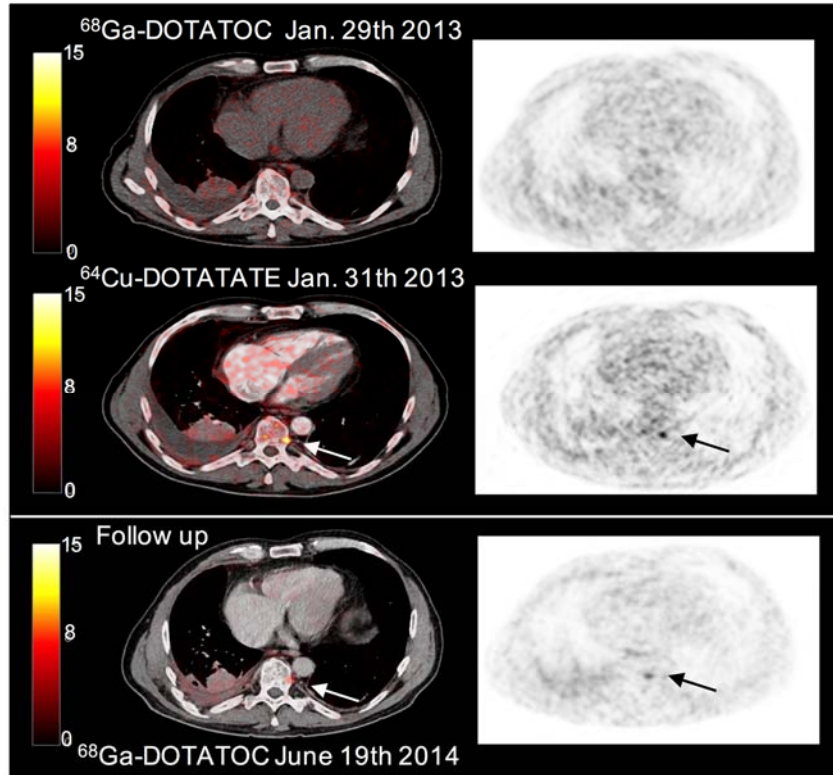 ⁶⁸Ga-DOTATOC Jan. 29th 2013
15
8
0
⁶⁴Cu-DOTATATE Jan. 31th 2013
15
8
0
Follow up
15
8
0
⁶⁸Ga-DOTATOC June 19th 2014